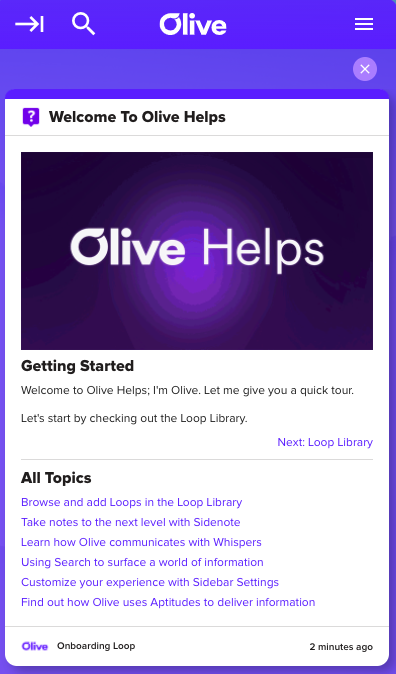 Olive
Welcome To Olive Helps
Olive Helps
Getting Started
Welcome to Olive Helps; I'm Olive. Let me give you a quick tour.
Let's start by checking out the Loop Library.
Next: Loop Library
All Topics
Browse and add Loops in the Loop Library
Take notes to the next level with Sidenote
Learn how Olive communicates with Whispers
Using Search to surface a world of information
Customize your experience with Sidebar Settings
Find out how Olive uses Aptitudes to deliver information
Olive Onboarding Loop 2 minutes ago